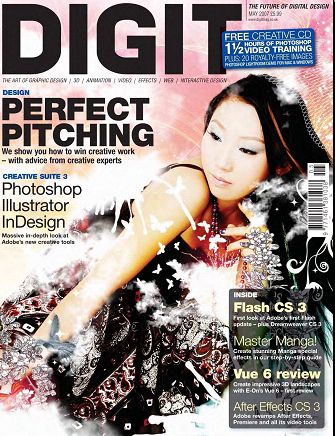 DIGIT
THE FUTURE OF DIGITAL DESIGN
MAY 2007 £5.99
www.digitmag.co.uk
THE ART OF GRAPHIC DESIGN | 3D | ANIMATION | VIDEO | EFFECTS | WEB | INTERACTIVE DESIGN
FREE CREATIVE CD
1½ HOURS OF PHOTOSHOP
VIDEO TRAINING
PLUS: 20 ROYALTY-FREE IMAGES
PHOTOSHOP LIGHTROOM DEMO FOR MAC & WINDOWS
DESIGN
PERFECT
PITCHING
We show you how to win creative work
– with advice from creative experts
CREATIVE SUITE 3
Photoshop
Illustrator
InDesign
Massive in-depth look at
Adobe's new creative tools
INSIDE
Flash CS 3
First look at Adobe's first Flash
update – plus Dreamweaver CS 3
Master Manga!
Create stunning Manga special
effects in our step-by-step guide
Vue 6 review
Create impressive 3D landscapes
with E-On's Vue 6 – first review
After Effects CS 3
Adobe revamps After Effects,
Premiere and all its video tools